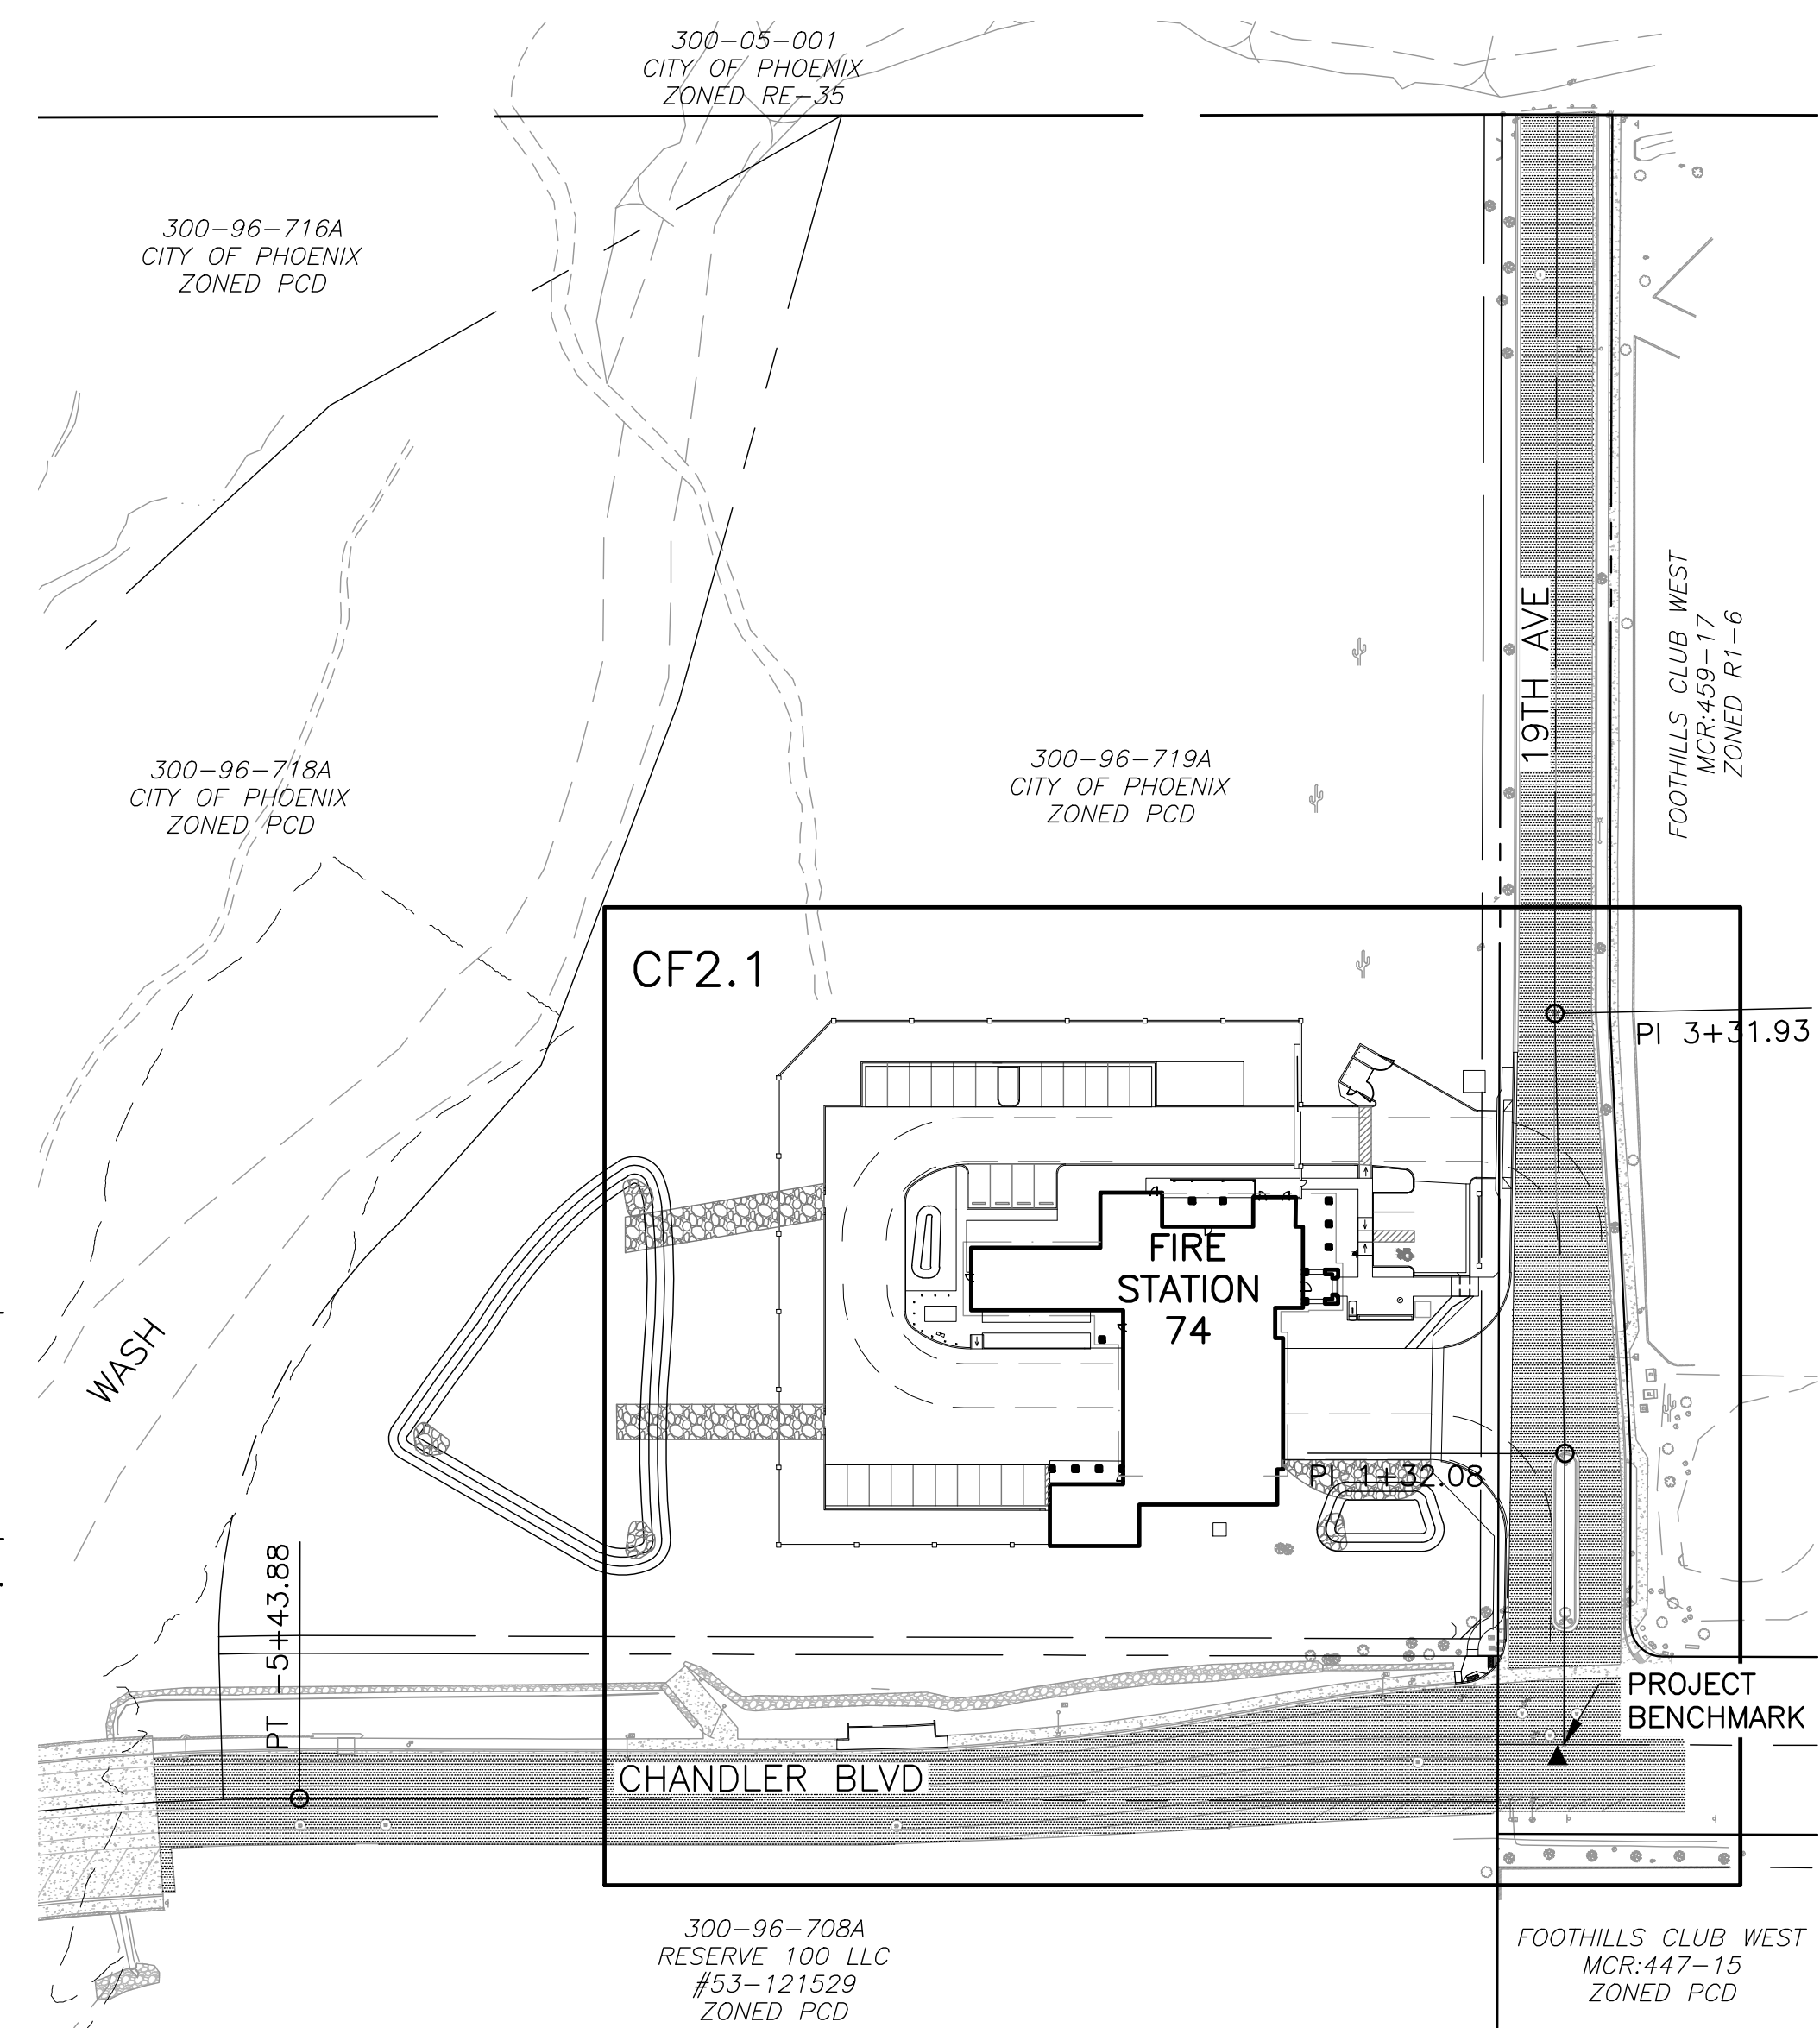 300-05-001
CITY OF PHOENIX
ZONED RE-35
300-96-716A
CITY OF PHOENIX
ZONED PCD
19TH AVE
FOOTHILLS CLUB WEST
MCR:459-17
ZONED R1-6
300-96-718A
CITY OF PHOENIX
ZONED PCD
300-96-719A
CITY OF PHOENIX
ZONED PCD
CF2.1
PI 3+31.93
FIRE
STATION
74
WASH
PI 1+32.08
PT -5+43.88
PROJECT
BENCHMARK
CHANDLER BLVD
300-96-708A
RESERVE 100 LLC
#53-121529
ZONED PCD
FOOTHILLS CLUB WEST
MCR:447-15
ZONED PCD